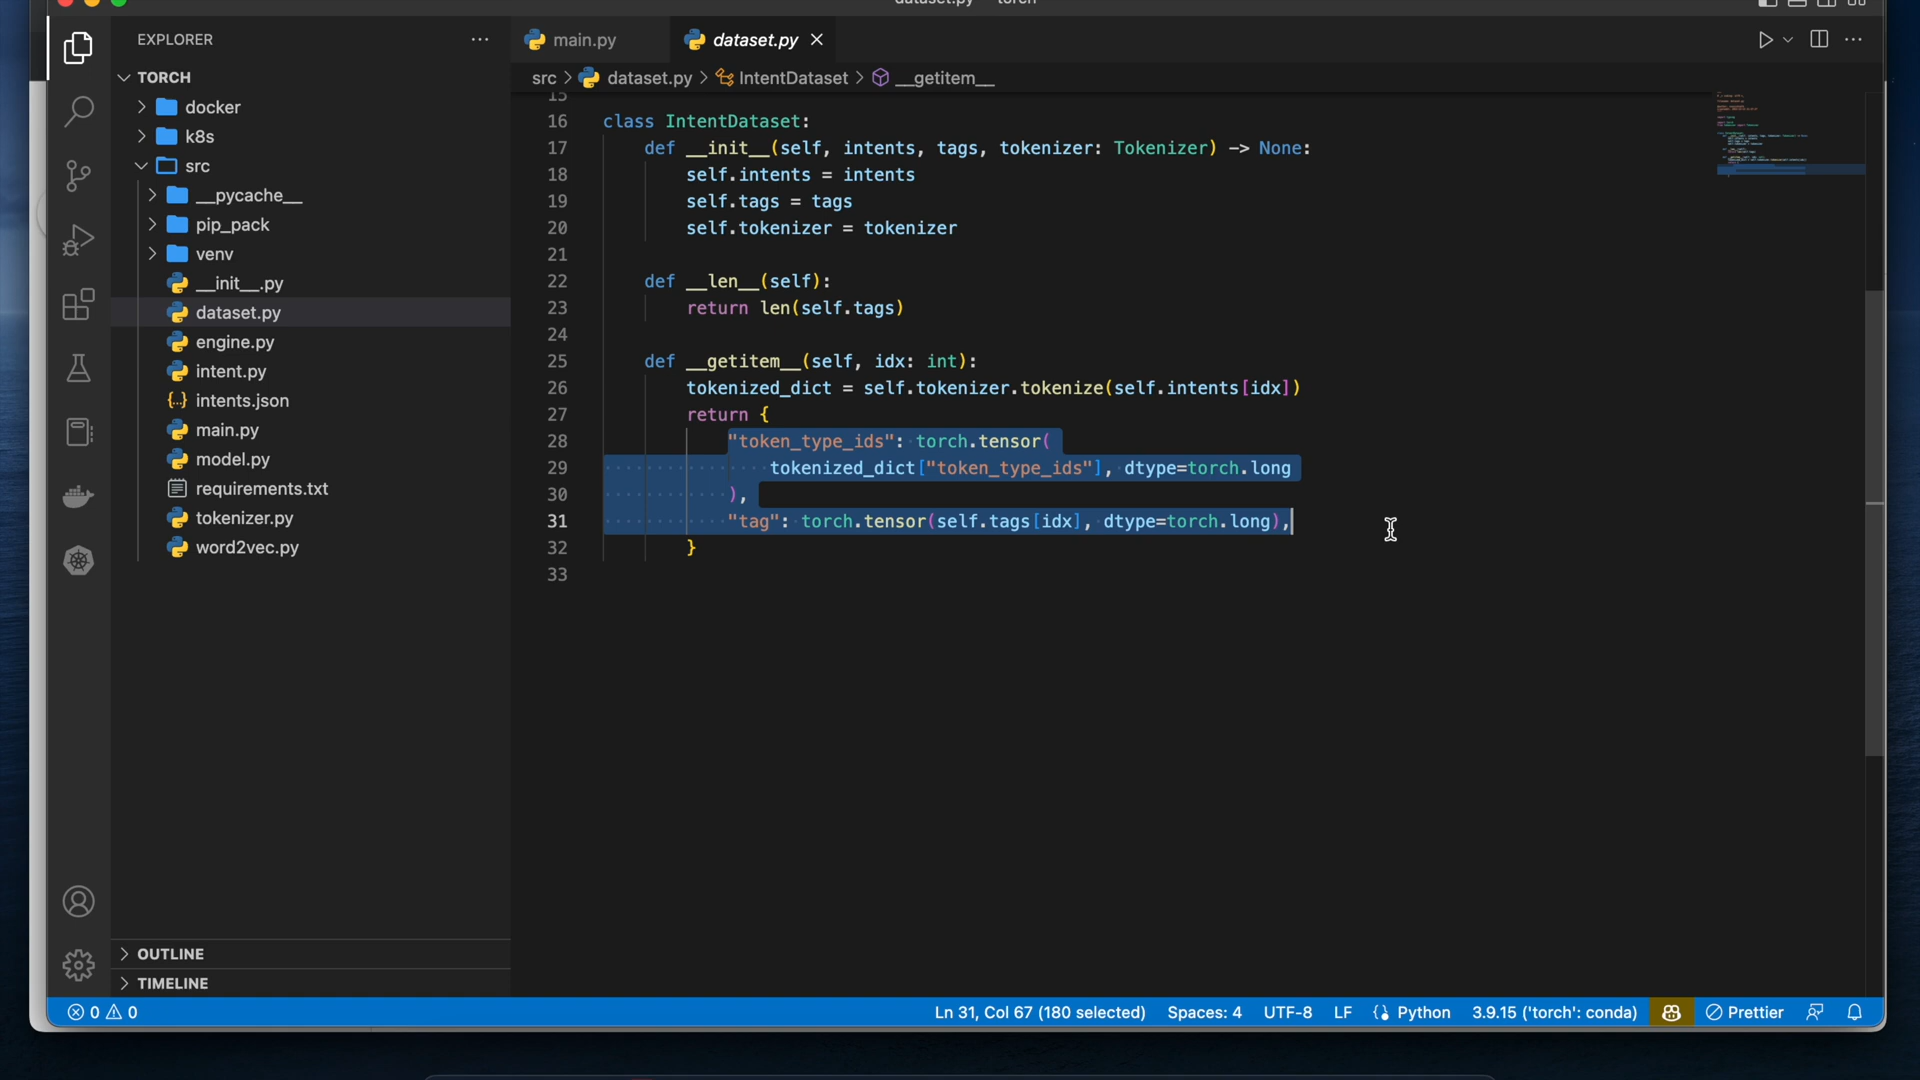 dataset.py — torch
EXPLORER
main.py
dataset.py
TORCH
src > dataset.py > IntentDataset > __getitem__
docker
k8s
src
__pycache__
pip_pack
venv
__init__.py
dataset.py
engine.py
intent.py
intents.json
main.py
model.py
requirements.txt
tokenizer.py
word2vec.py
OUTLINE
TIMELINE
15
16 class IntentDataset:
17 def __init__(self, intents, tags, tokenizer: Tokenizer) -> None:
18 self.intents = intents
19 self.tags = tags
20 self.tokenizer = tokenizer
21
22 def __len__(self):
23 return len(self.tags)
24
25 def __getitem__(self, idx: int):
26 tokenized_dict = self.tokenizer.tokenize(self.intents[idx])
27 return {
28 "token_type_ids": torch.tensor(
29 tokenized_dict["token_type_ids"], dtype=torch.long
30 ),
31 "tag": torch.tensor(self.tags[idx], dtype=torch.long),
32 }
33
0 0
Ln 31, Col 67 (180 selected)
Spaces: 4
UTF-8
LF
Python
3.9.15 ('torch': conda)
Prettier